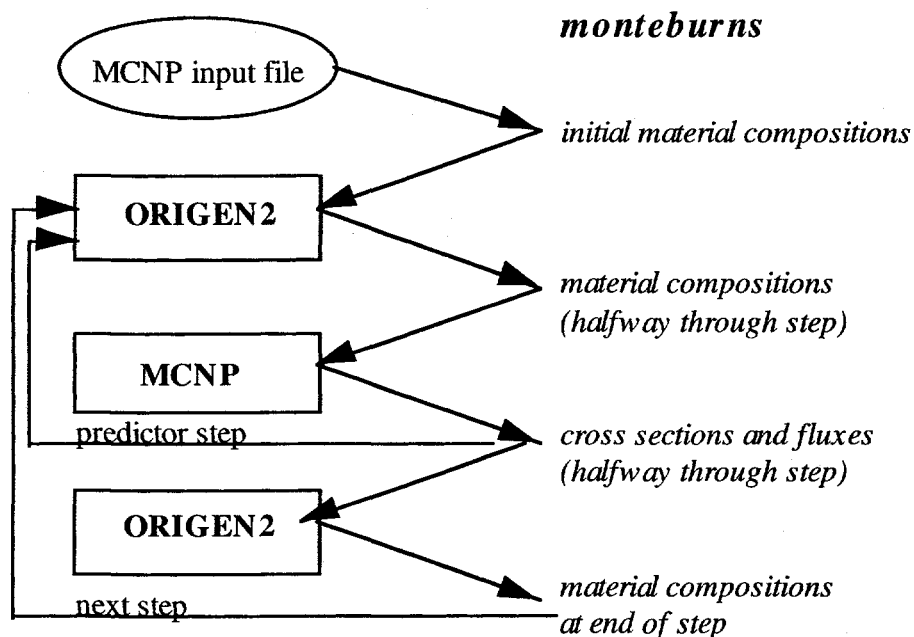 monteburns
MCNP input file
initial material compositions
ORIGEN2
material compositions
(halfway through step)
MCNP
predictor step
cross sections and fluxes
(halfway through step)
ORIGEN2
material compositions
at end of step
next step